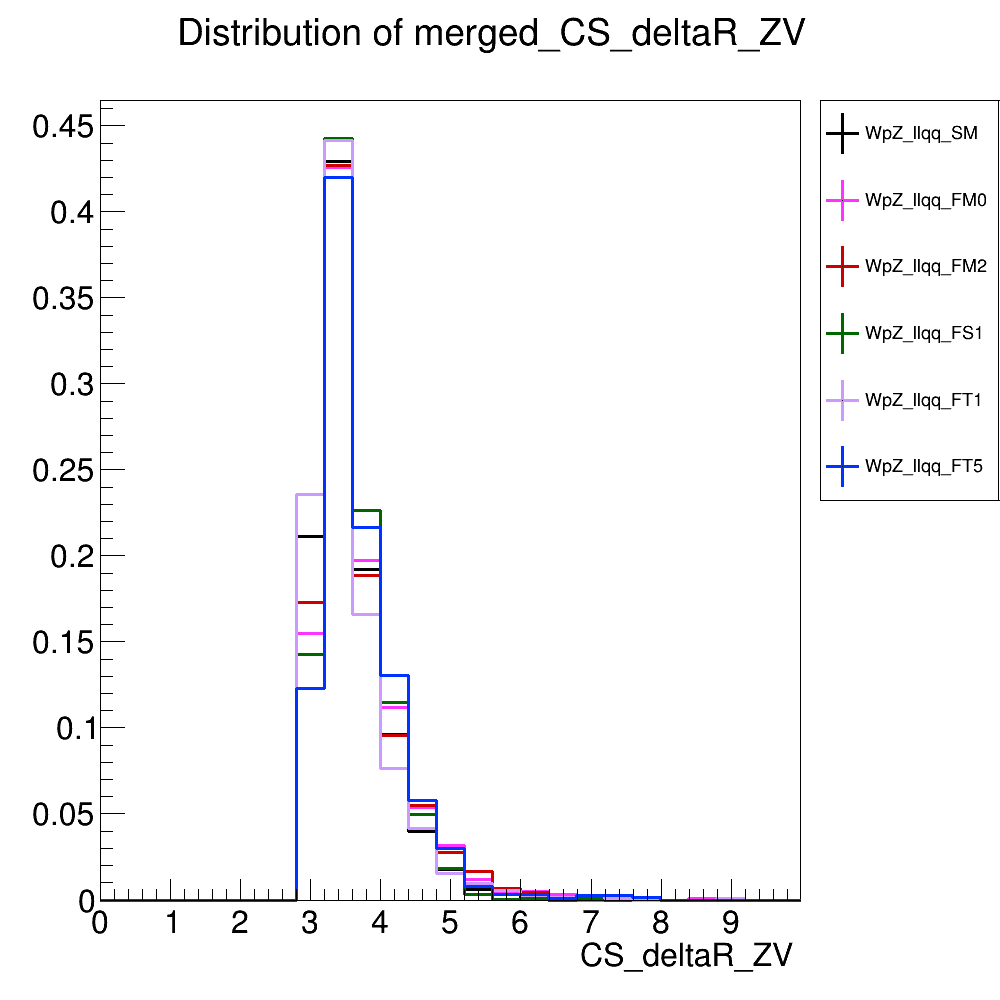 Distribution of merged_CS_deltaR_ZV
0.45
0.4
0.35
0.3
0.25
0.2
0.15
0.1
0.05
0
0 1 2 3 4 5 6 7 8 9
CS_deltaR_ZV
WpZ_llqq_SM
WpZ_llqq_FM0
WpZ_llqq_FM2
WpZ_llqq_FS1
WpZ_llqq_FT1
WpZ_llqq_FT5